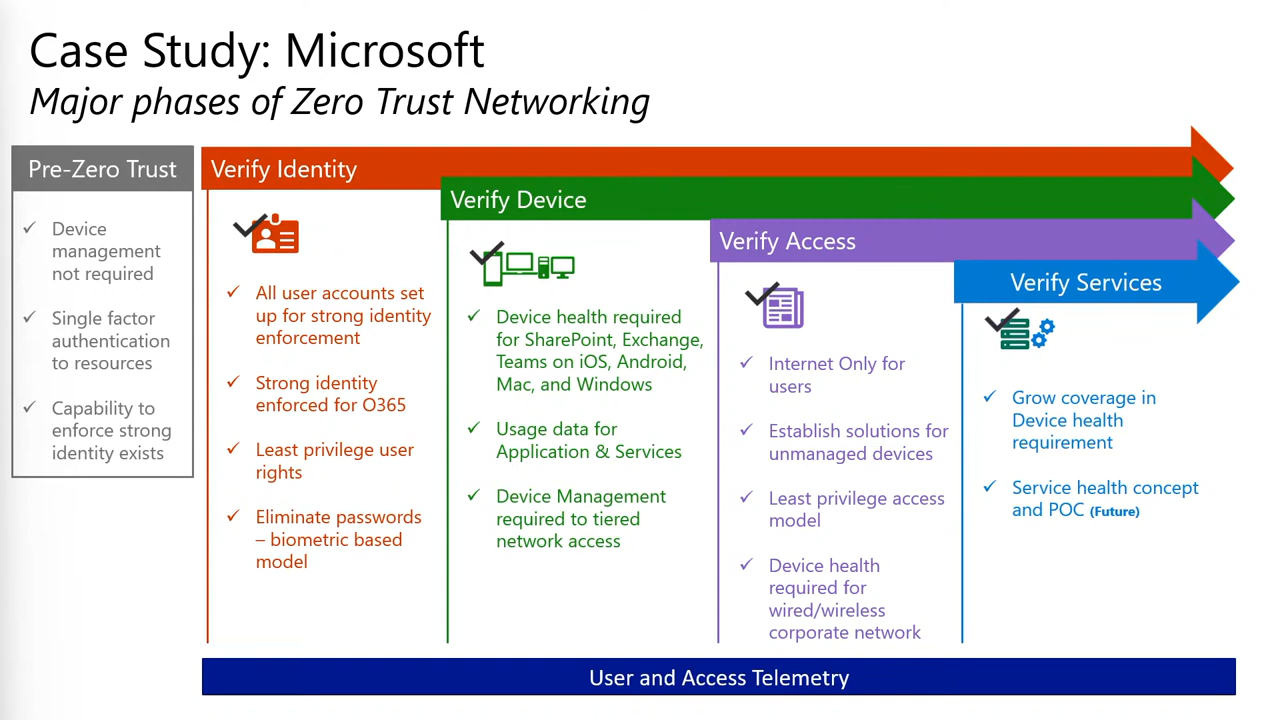 Case Study: Microsoft
Major phases of Zero Trust Networking
Pre-Zero Trust
Device
management
not required
Single factor
authentication
to resources
Capability to
enforce strong
identity exists
Verify Identity
All user accounts set
up for strong identity
enforcement
Strong identity
enforced for O365
Least privilege user
rights
Eliminate passwords
– biometric based
model
Verify Device
Device health required
for SharePoint, Exchange,
Teams on iOS, Android,
Mac, and Windows
Usage data for
Application & Services
Device Management
required to tiered
network access
Verify Access
Internet Only for
users
Establish solutions for
unmanaged devices
Least privilege access
model
Device health
required for
wired/wireless
corporate network
Verify Services
Grow coverage in
Device health
requirement
Service health concept
and POC (Future)
User and Access Telemetry